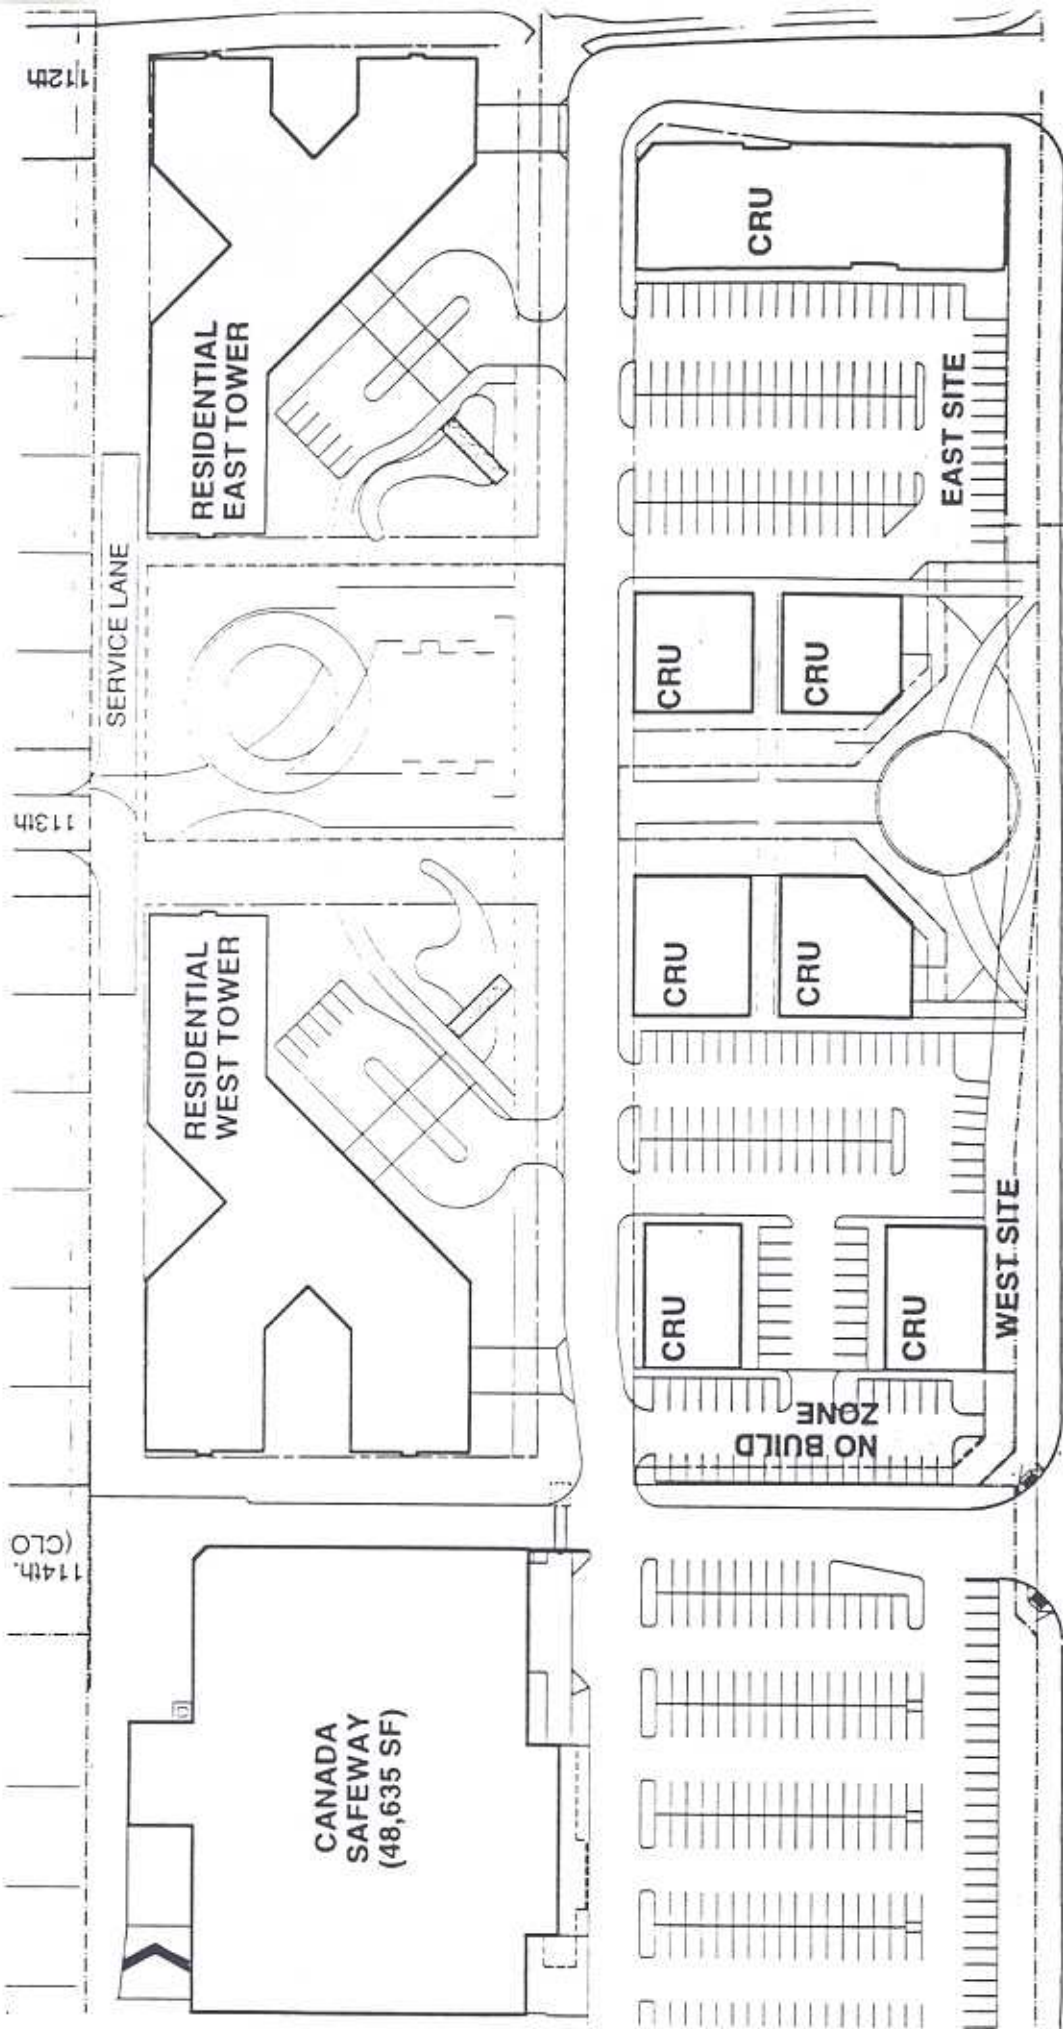 112th
SERVICE LANE
113th
114th.
(CLO
RESIDENTIAL
EAST TOWER
RESIDENTIAL
WEST TOWER
CANADA
SAFEWAY
(48,635 SF)
CRU
EAST SITE
CRU
CRU
CRU
CRU
CRU
CRU
WEST SITE
NO BUILD
ZONE